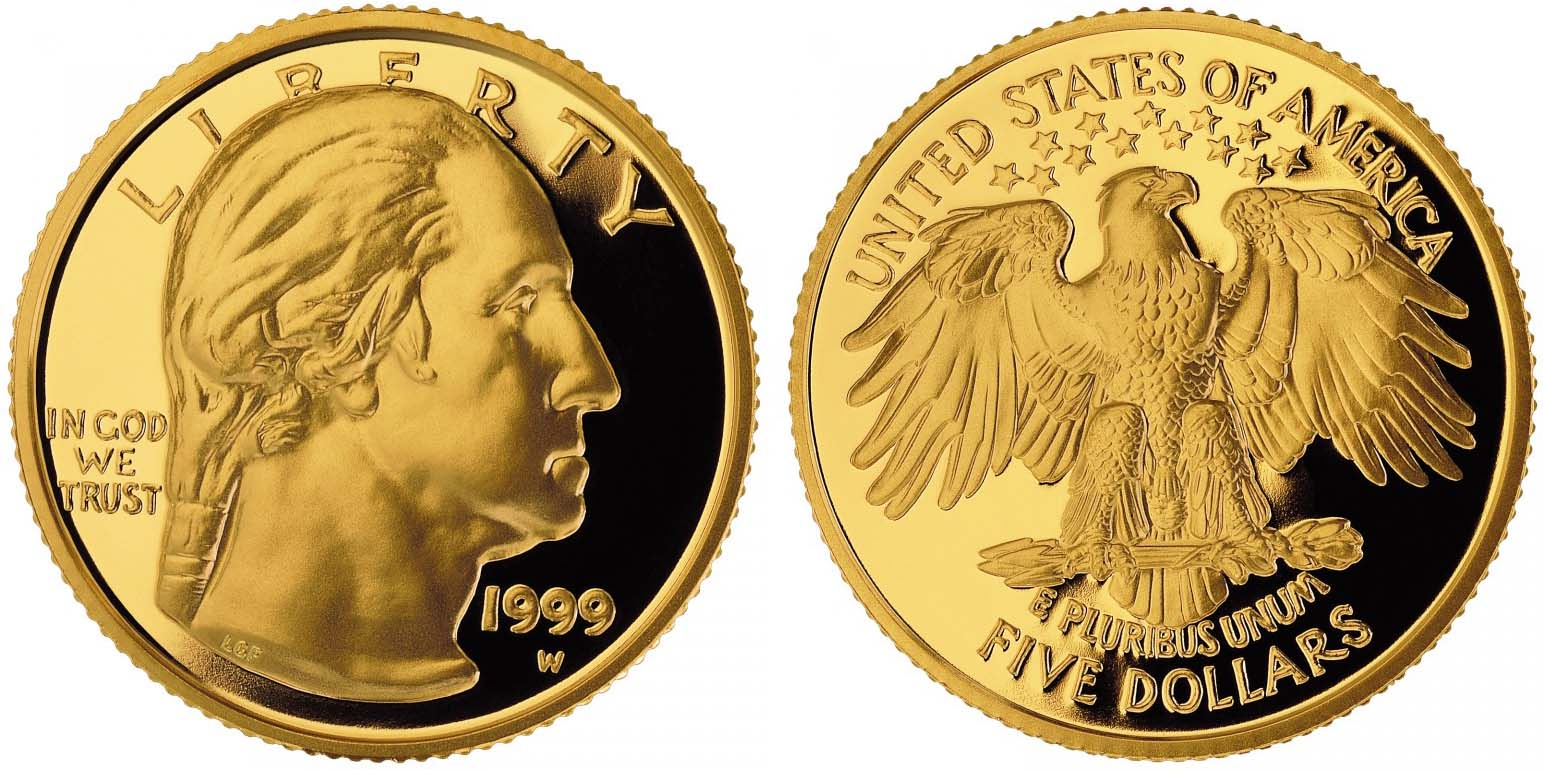 LIBERTY
IN GOD
WE
TRUST
1999
W
LGF
UNITED STATES OF AMERICA
E PLURIBUS UNUM
FIVE DOLLARS